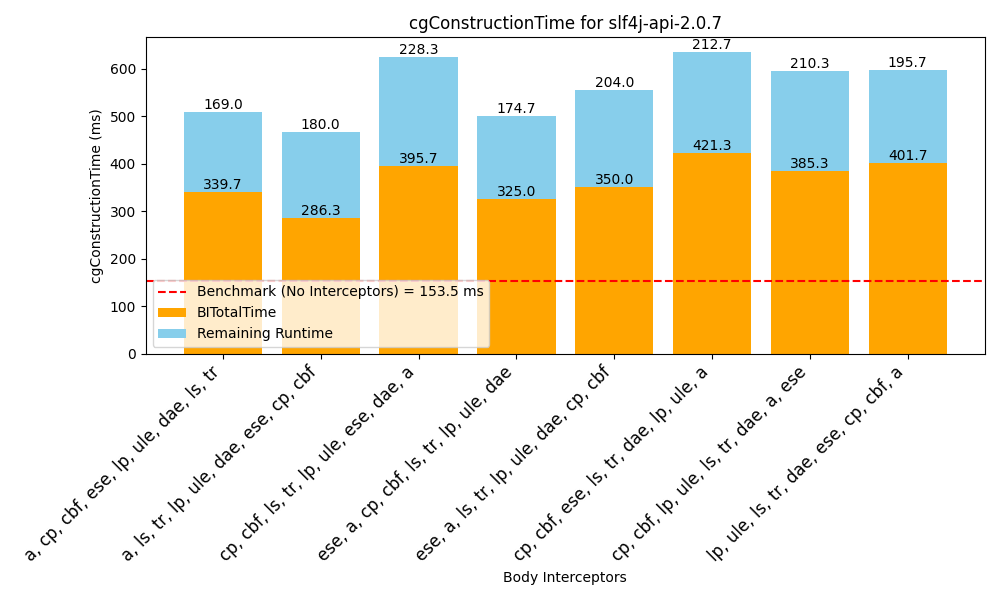 cgConstructionTime for slf4j-api-2.0.7
cgConstructionTime (ms)
600
500
400
300
200
100
0
169.0
339.7
180.0
286.3
228.3
395.7
174.7
325.0
204.0
350.0
212.7
421.3
210.3
385.3
195.7
401.7
Benchmark (No Interceptors) = 153.5 ms
BITotalTime
Remaining Runtime
a, cp, cbf, ese, lp, ule, dae, ls, tr
a, ls, tr, lp, ule, dae, ese, cp, cbf
cp, cbf, ls, tr, lp, ule, ese, dae, a
ese, a, cp, cbf, ls, tr, lp, ule, dae
ese, a, ls, tr, lp, ule, dae, cp, cbf
cp, cbf, ese, ls, tr, dae, lp, ule, a
cp, cbf, lp, ule, ls, tr, dae, a, ese
lp, ule, ls, tr, dae, ese, cp, cbf, a
Body Interceptors